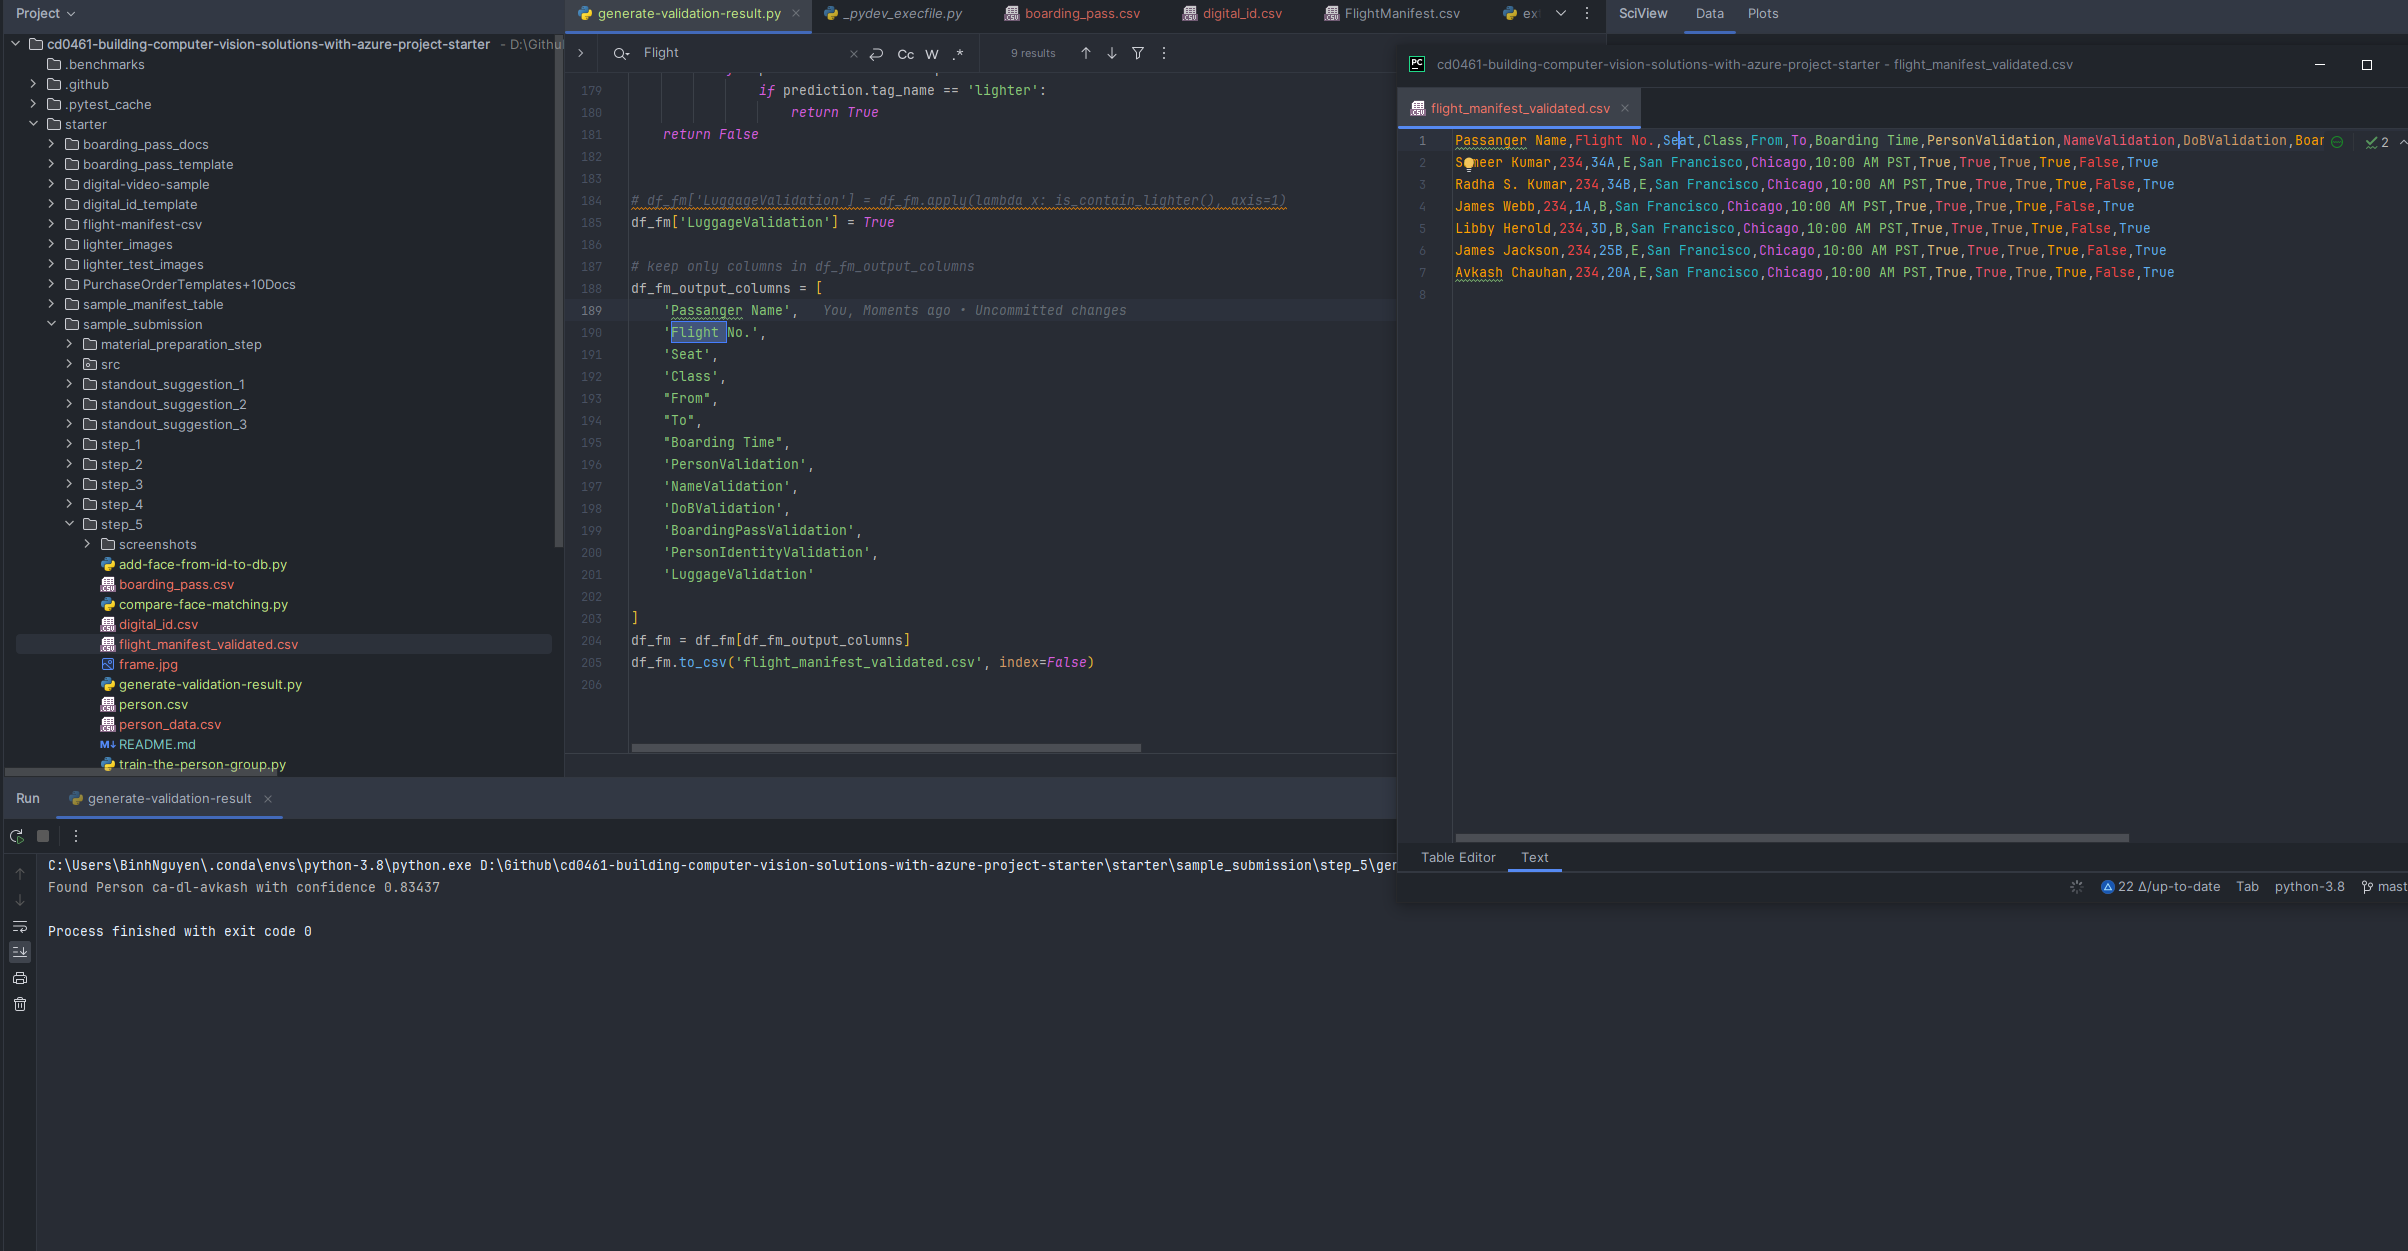 Project
cd0461-building-computer-vision-solutions-with-azure-project-starter - D:\Githu
.benchmarks
.github
.pytest_cache
starter
boarding_pass_docs
boarding_pass_template
digital-video-sample
digital_id_template
flight-manifest-csv
lighter_images
lighter_test_images
PurchaseOrderTemplates+10Docs
sample_manifest_table
sample_submission
material_preparation_step
src
standout_suggestion_1
standout_suggestion_2
standout_suggestion_3
step_1
step_2
step_3
step_4
step_5
screenshots
add-face-from-id-to-db.py
boarding_pass.csv
compare-face-matching.py
digital_id.csv
flight_manifest_validated.csv
frame.jpg
generate-validation-result.py
person.csv
person_data.csv
README.md
train-the-person-group.py
generate-validation-result.py _pydev_execfile.py boarding_pass.csv digital_id.csv FlightManifest.csv ex
Flight Cc W .* 9 results
179 if prediction.tag_name == 'lighter':
180 return True
181 return False
182
183
184 # df_fm['LuggageValidation'] = df_fm.apply(lambda x: is_contain_lighter(), axis=1)
185 df_fm['LuggageValidation'] = True
186
187 # keep only columns in df_fm_output_columns
188 df_fm_output_columns = [
189 'Passanger Name', You, Moments ago • Uncommitted changes
190 'Flight No.',
191 'Seat',
192 'Class',
193 "From",
194 "To",
195 "Boarding Time",
196 'PersonValidation',
197 'NameValidation',
198 'DoBValidation',
199 'BoardingPassValidation',
200 'PersonIdentityValidation',
201 'LuggageValidation'
202
203 ]
204 df_fm = df_fm[df_fm_output_columns]
205 df_fm.to_csv('flight_manifest_validated.csv', index=False)
206
SciView Data Plots
PC cd0461-building-computer-vision-solutions-with-azure-project-starter - flight_manifest_validated.csv
flight_manifest_validated.csv
1 Passanger Name,Flight No.,Seat,Class,From,To,Boarding Time,PersonValidation,NameValidation,DoBValidation,Boar 2
2 Sameer Kumar,234,34A,E,San Francisco,Chicago,10:00 AM PST,True,True,True,True,False,True
3 Radha S. Kumar,234,34B,E,San Francisco,Chicago,10:00 AM PST,True,True,True,True,False,True
4 James Webb,234,1A,B,San Francisco,Chicago,10:00 AM PST,True,True,True,True,False,True
5 Libby Herold,234,3D,B,San Francisco,Chicago,10:00 AM PST,True,True,True,True,False,True
6 James Jackson,234,25B,E,San Francisco,Chicago,10:00 AM PST,True,True,True,True,False,True
7 Avkash Chauhan,234,20A,E,San Francisco,Chicago,10:00 AM PST,True,True,True,True,False,True
8
Table Editor Text
22 Δ/up-to-date Tab python-3.8 mast
Run generate-validation-result
C:\Users\BinhNguyen\.conda\envs\python-3.8\python.exe D:\Github\cd0461-building-computer-vision-solutions-with-azure-project-starter\starter\sample_submission\step_5\gen
Found Person ca-dl-avkash with confidence 0.83437
Process finished with exit code 0